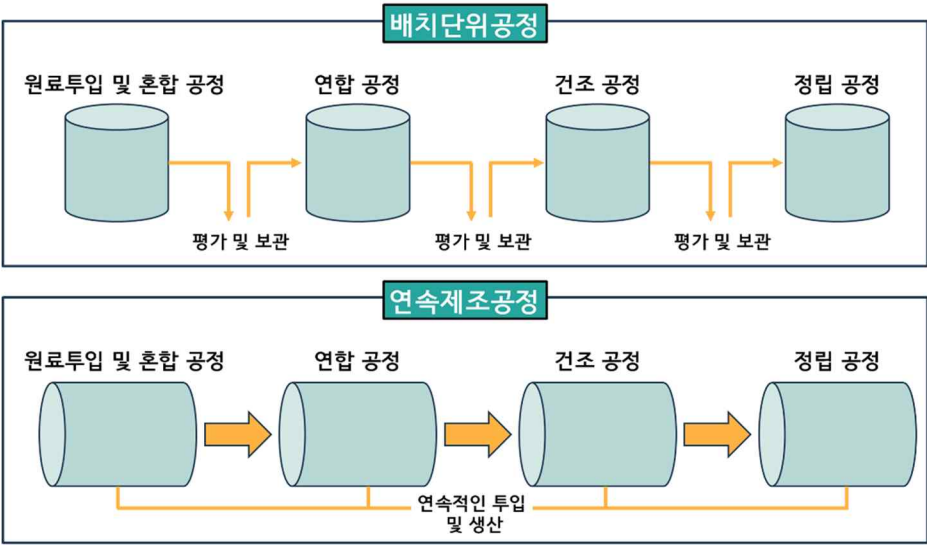 배치단위공정
원료투입 및 혼합 공정
연합 공정
건조 공정
정립 공정
평가 및 보관
평가 및 보관
평가 및 보관
연속제조공정
원료투입 및 혼합 공정
연합 공정
건조 공정
정립 공정
연속적인 투입
및 생산